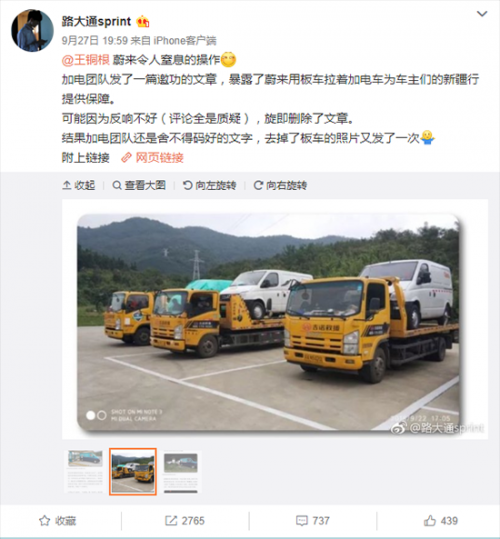 路大通sprint
9月27日 19:59 来自 iPhone客户端
@王铜根 蔚来令人窒息的操作
加电团队发了一篇邀功的文章，暴露了蔚来用板车拉着加电车为车主们的新疆行
提供保障。
可能因为反响不好（评论全是质疑），旋即删除了文章。
结果加电团队还是舍不得码好的文字，去掉了板车的照片又发了一次
附上链接 网页链接
收起 查看大图 向左旋转 向右旋转
SHOT ON MI NOTE 3
MI DUAL CAMERA
@路大通sprint
收藏 2765 737 439